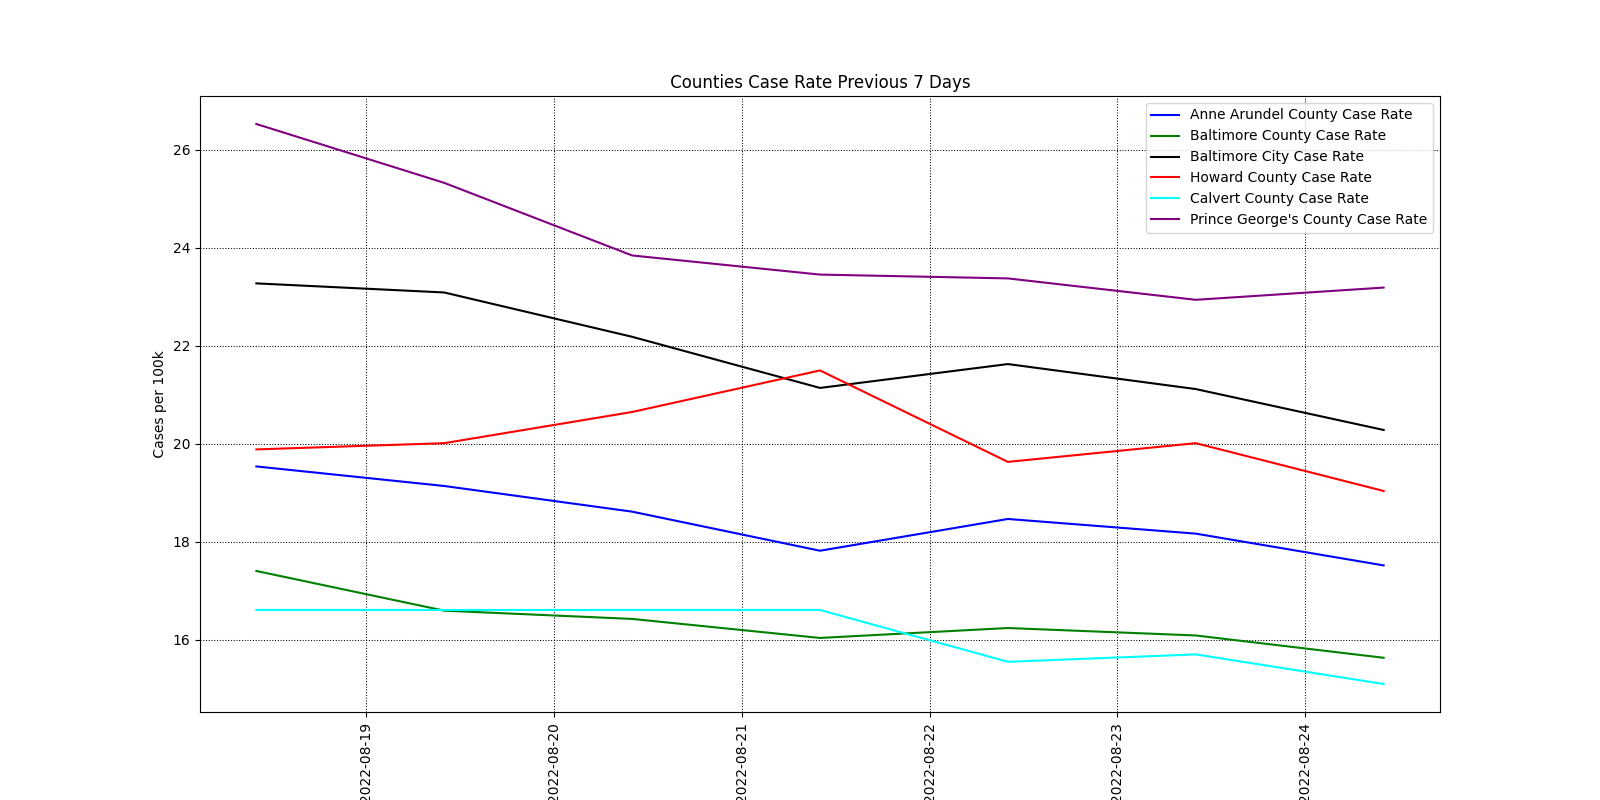 Counties Case Rate Previous 7 Days
Anne Arundel County Case Rate
Baltimore County Case Rate
Baltimore City Case Rate
Howard County Case Rate
Calvert County Case Rate
Prince George's County Case Rate
Cases per 100k
26
24
22
20
18
16
2022-08-19
2022-08-20
2022-08-21
2022-08-22
2022-08-23
2022-08-24